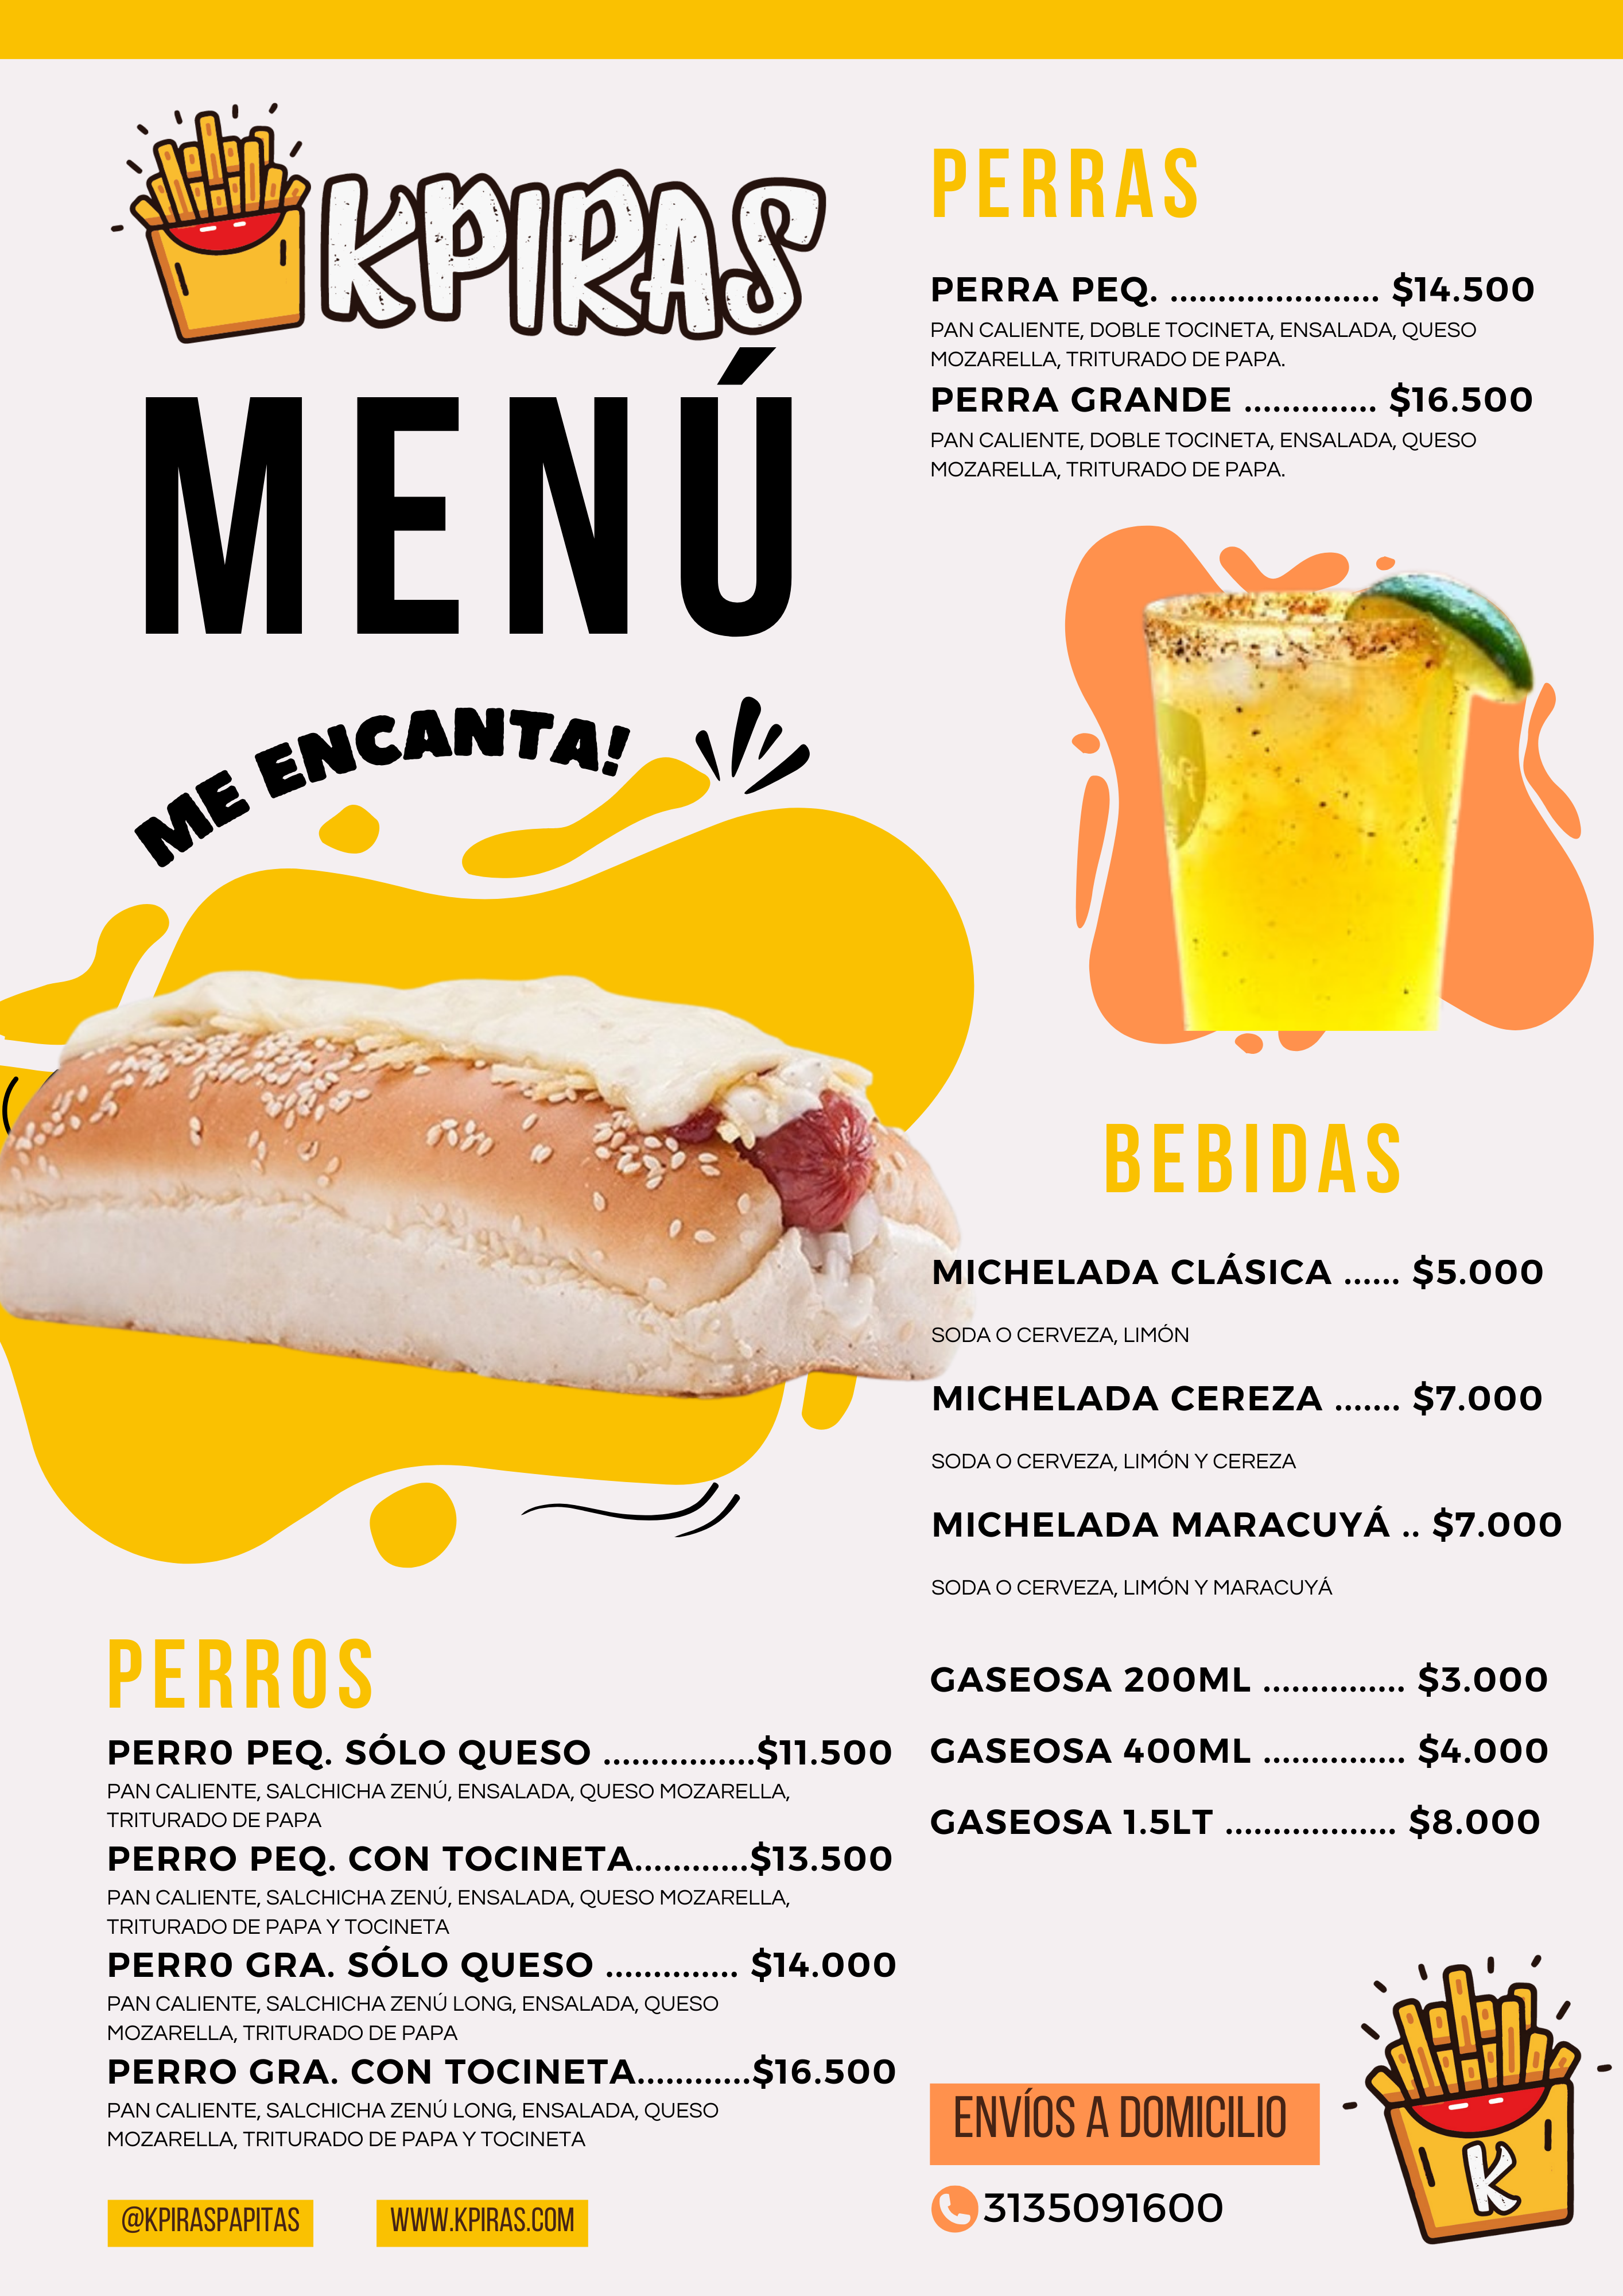 KPIRAS
MENÚ
ME ENCANTA!
PERRAS
PERRA PEQ. ...................... $14.500
PAN CALIENTE, DOBLE TOCINETA, ENSALADA, QUESO
MOZARELLA, TRITURADO DE PAPA.
PERRA GRANDE .............. $16.500
PAN CALIENTE, DOBLE TOCINETA, ENSALADA, QUESO
MOZARELLA, TRITURADO DE PAPA.
BEBIDAS
MICHELADA CLÁSICA ...... $5.000
SODA O CERVEZA, LIMÓN
MICHELADA CEREZA ....... $7.000
SODA O CERVEZA, LIMÓN Y CEREZA
MICHELADA MARACUYÁ .. $7.000
SODA O CERVEZA, LIMÓN Y MARACUYÁ
GASEOSA 200ML ............... $3.000
GASEOSA 400ML ............... $4.000
GASEOSA 1.5LT .................. $8.000
PERROS
PERR0 PEQ. SÓLO QUESO ................$11.500
PAN CALIENTE, SALCHICHA ZENÚ, ENSALADA, QUESO MOZARELLA,
TRITURADO DE PAPA
PERRO PEQ. CON TOCINETA............$13.500
PAN CALIENTE, SALCHICHA ZENÚ, ENSALADA, QUESO MOZARELLA,
TRITURADO DE PAPA Y TOCINETA
PERR0 GRA. SÓLO QUESO .............. $14.000
PAN CALIENTE, SALCHICHA ZENÚ LONG, ENSALADA, QUESO
MOZARELLA, TRITURADO DE PAPA
PERRO GRA. CON TOCINETA............$16.500
PAN CALIENTE, SALCHICHA ZENÚ LONG, ENSALADA, QUESO
MOZARELLA, TRITURADO DE PAPA Y TOCINETA
@KPIRASPAPITAS
WWW.KPIRAS.COM
ENVÍOS A DOMICILIO
3135091600
K